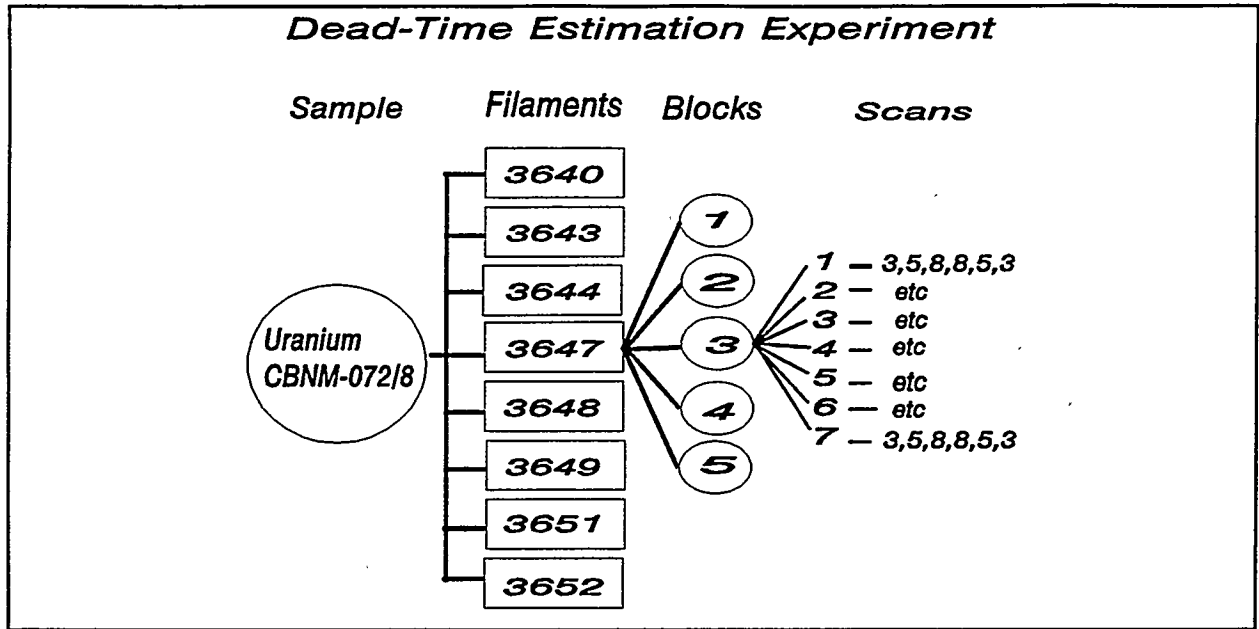 Dead-Time Estimation Experiment
Sample Filaments Blocks Scans
3640
3643
3644
3647
3648
3649
3651
3652
Uranium
CBNM-072/8
1
2
3
4
5
1 – 3,5,8,8,5,3
2 – etc
3 – etc
4 – etc
5 – etc
6 – etc
7 – 3,5,8,8,5,3